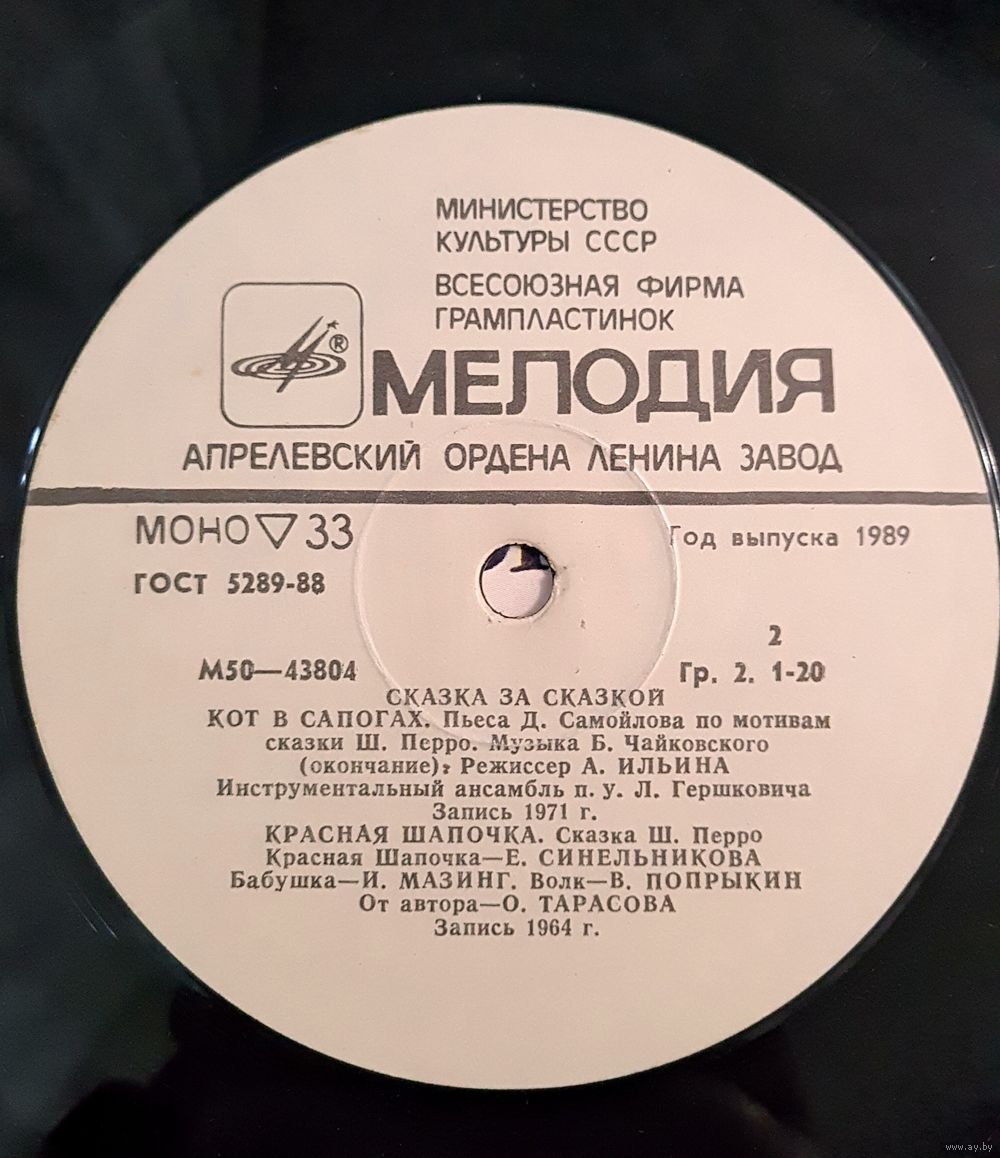 МИНИСТЕРСТВО
КУЛЬТУРЫ СССР
ВСЕСОЮЗНАЯ ФИРМА
ГРАМПЛАСТИНОК
®
МЕЛОДИЯ
АПРЕЛЕВСКИЙ ОРДЕНА ЛЕНИНА ЗАВОД
МОНО ▽ 33
Год выпуска 1989
ГОСТ 5289-88
2
М50—43804
Гр. 2. 1-20
СКАЗКА ЗА СКАЗКОЙ
КОТ В САПОГАХ. Пьеса Д. Самойлова по мотивам
сказки Ш. Перро. Музыка Б. Чайковского
(окончание). Режиссер А. ИЛЬИНА
Инструментальный ансамбль п. у. Л. Гершковича
Запись 1971 г.
КРАСНАЯ ШАПОЧКА. Сказка Ш. Перро
Красная Шапочка—Е. СИНЕЛЬНИКОВА
Бабушка—И. МАЗИНГ. Волк—В. ПОПРЫКИН
От автора—О. ТАРАСОВА
Запись 1964 г.
www.ay.by